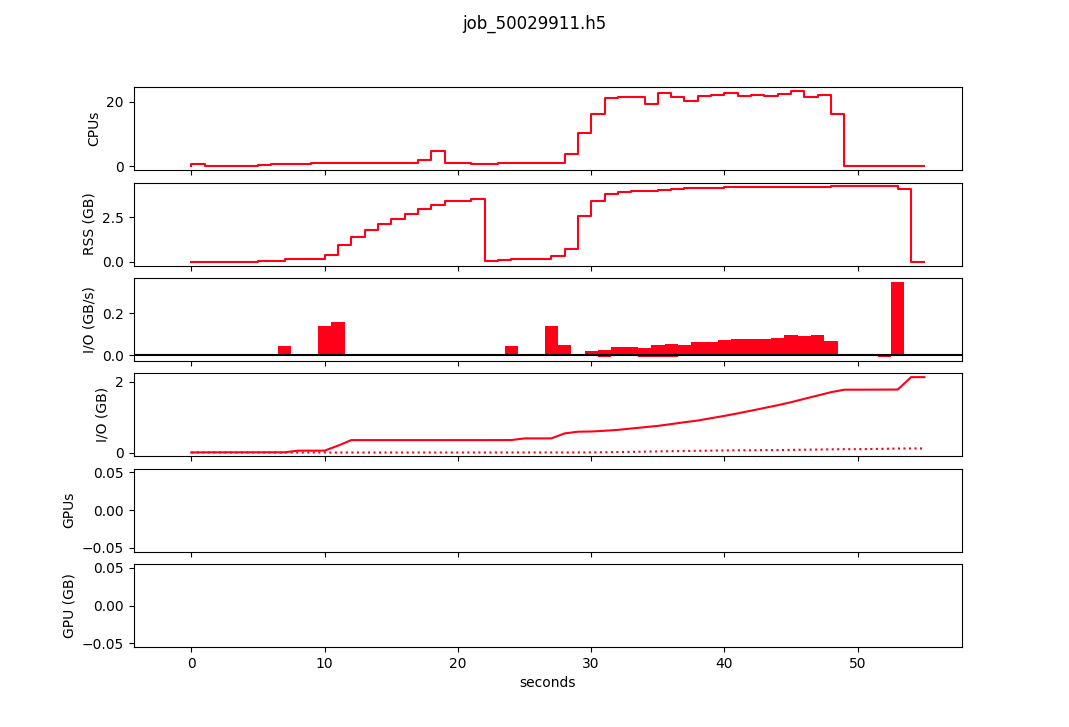 job_50029911.h5
CPUs
20
0
RSS (GB)
2.5
0.0
I/O (GB/s)
0.2
0.0
I/O (GB)
2
0
GPUs
0.05
0.00
−0.05
GPU (GB)
0.05
0.00
−0.05
0 10 20 30 40 50
seconds